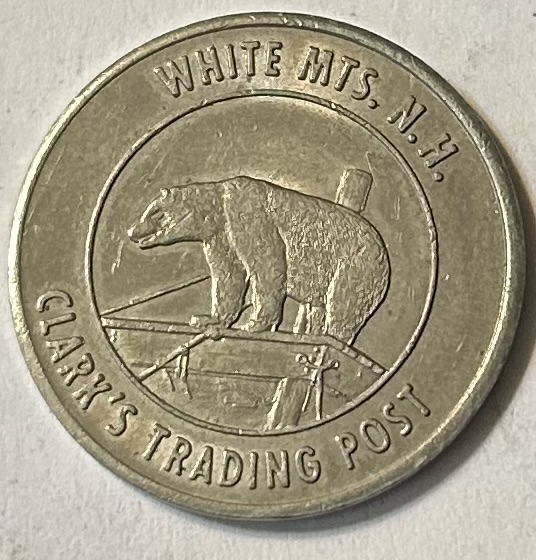 WHITE MTS. N.H.
CLARK'S TRADING POST